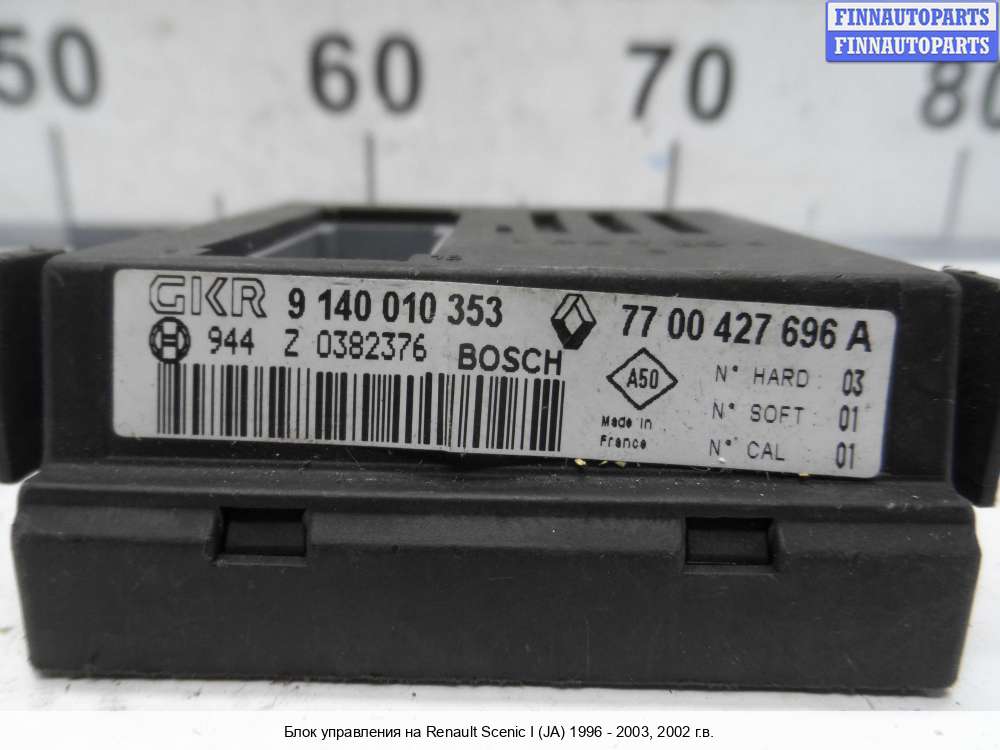 FINNAUTOPARTS
FINNAUTOPARTS
50 60 70 80
GKR 9 140 010 353 77 00 427 696 A
944 Z 0382376 BOSCH
A50
N° HARD : 03
N° SOFT : 01
N° CAL : 01
Made in
France
Блок управления на Renault Scenic I (JA) 1996 - 2003, 2002 г.в.